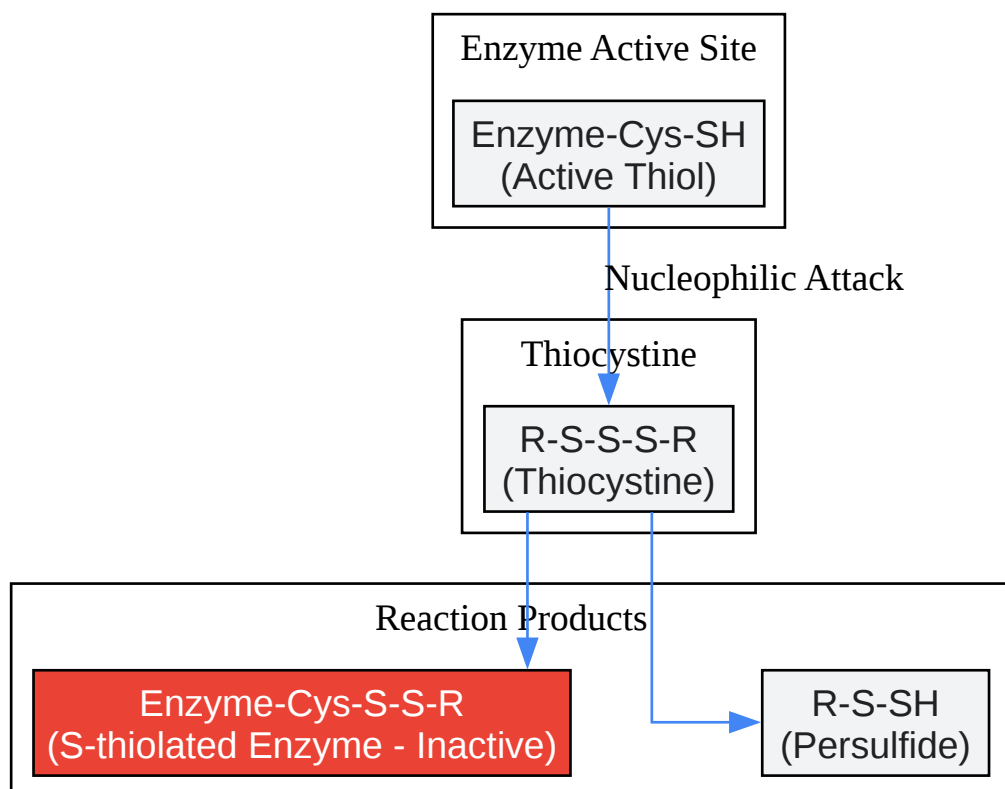 Enzyme Active Site
Enzyme-Cys-SH
(Active Thiol)
Nucleophilic Attack
Thiocystine
R-S-S-S-R
(Thiocystine)
Reaction Products
Enzyme-Cys-S-S-R
(S-thiolated Enzyme - Inactive)
R-S-SH
(Persulfide)